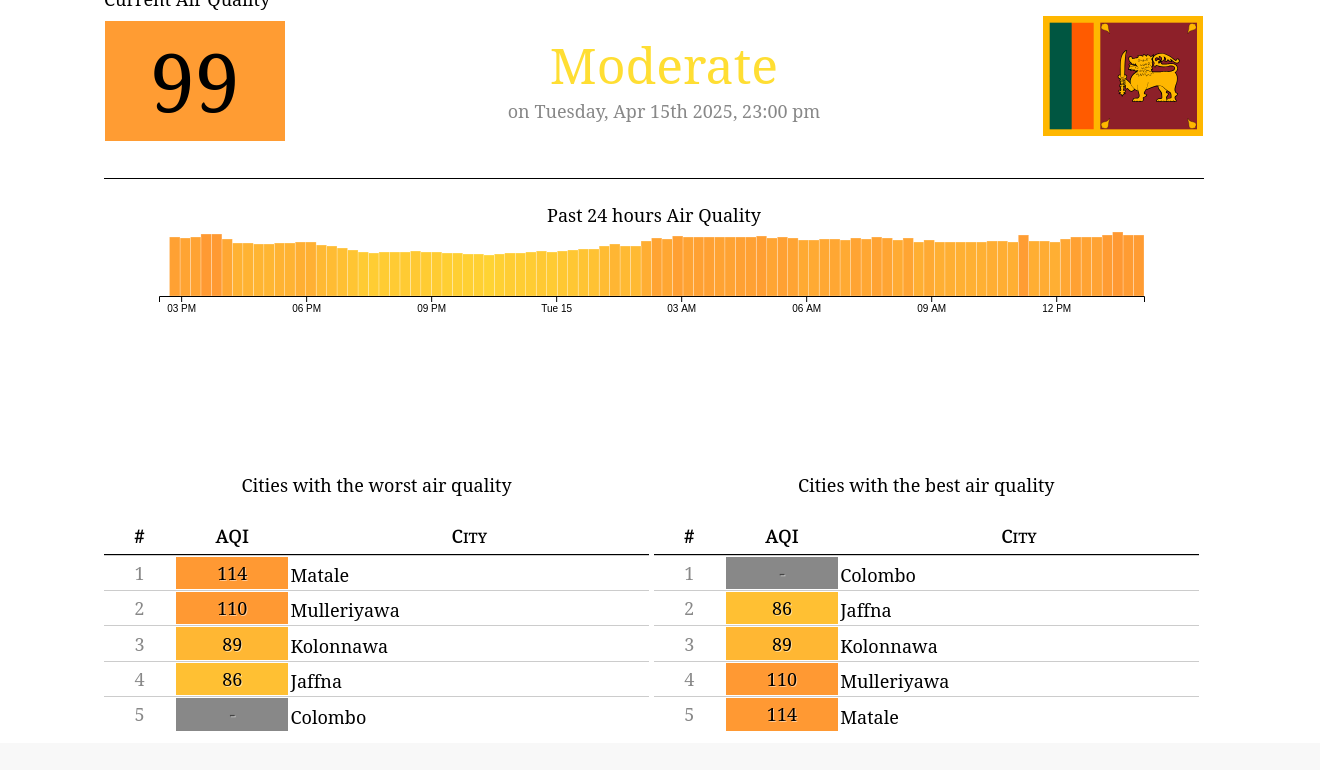 Current Air Quality
99
Moderate
on Tuesday, Apr 15th 2025, 23:00 pm
Past 24 hours Air Quality
03 PM 06 PM 09 PM Tue 15 03 AM 06 AM 09 AM 12 PM
Cities with the worst air quality
# AQI City
1 114 Matale
2 110 Mulleriyawa
3 89 Kolonnawa
4 86 Jaffna
5 - Colombo
Cities with the best air quality
# AQI City
1 - Colombo
2 86 Jaffna
3 89 Kolonnawa
4 110 Mulleriyawa
5 114 Matale